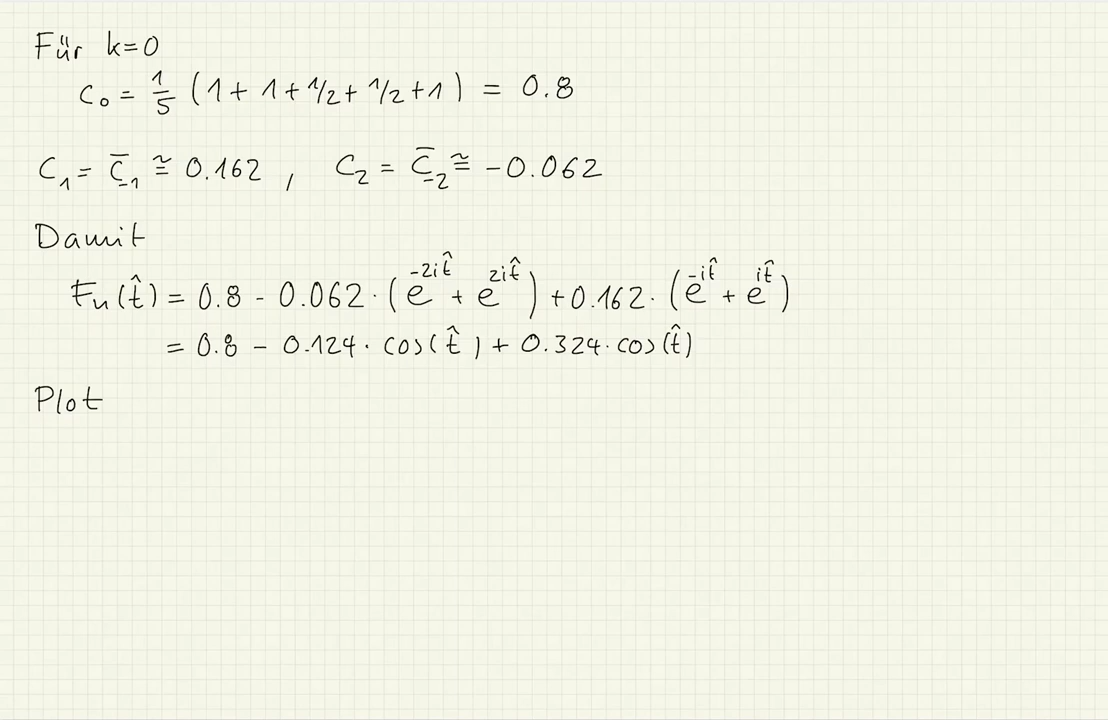 Für k=0
c₀ = 1/5 (1 + 1 + 1/2 + 1/2 + 1) = 0.8
C₁ = c̄₋₁ ≅ 0.162 , C₂ = C̄₋₂ ≅ -0.062
Damit
Fₙ(t̂) = 0.8 - 0.062 · (e^{-2it̂} + e^{2it̂}) + 0.162 · (e^{-it̂} + e^{it̂})
= 0.8 - 0.124 · cos(t̂) + 0.324 · cos(t̂)
Plot